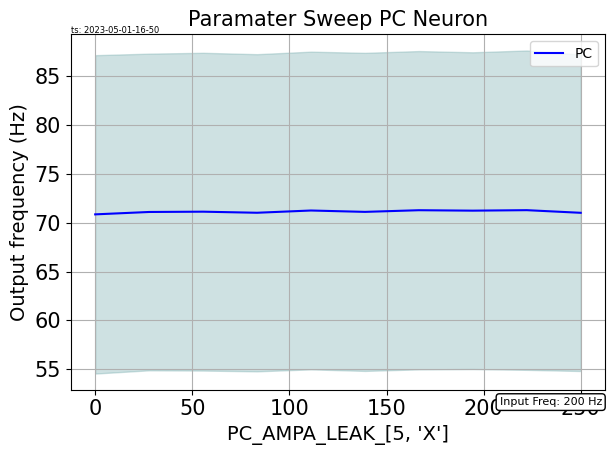 Paramater Sweep PC Neuron
ts: 2023-05-01-16-50
PC
Output frequency (Hz)
85
80
75
70
65
60
55
0 50 100 150 200 250
Input Freq: 200 Hz
PC_AMPA_LEAK_[5, 'X']